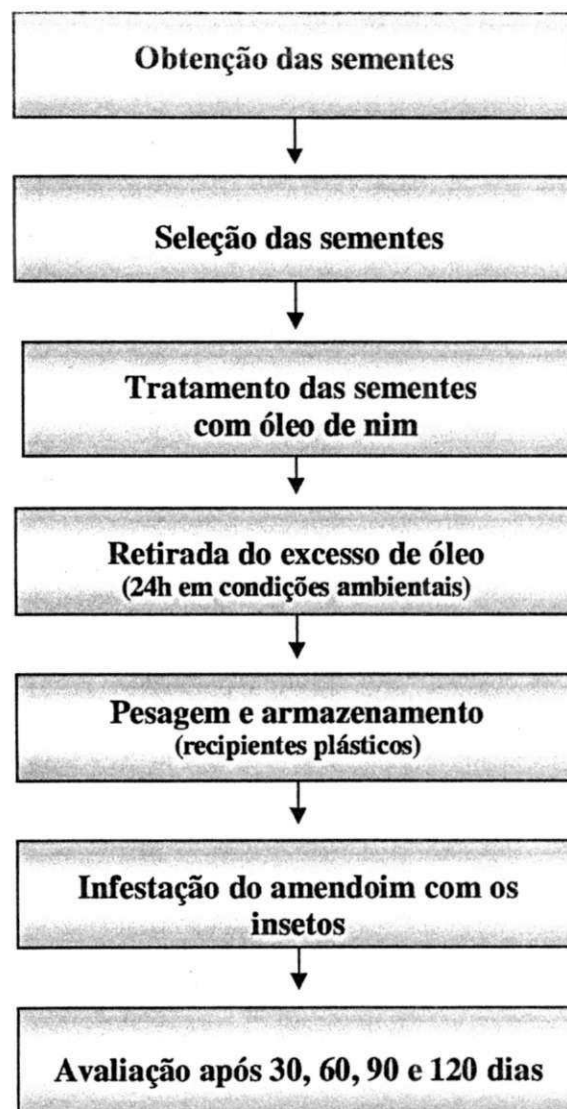 Obtenção das sementes
Seleção das sementes
Tratamento das sementes
com óleo de nim
Retirada do excesso de óleo
(24h em condições ambientais)
Pesagem e armazenamento
(recipientes plásticos)
Infestação do amendoim com os
insetos
Avaliação após 30, 60, 90 e 120 dias